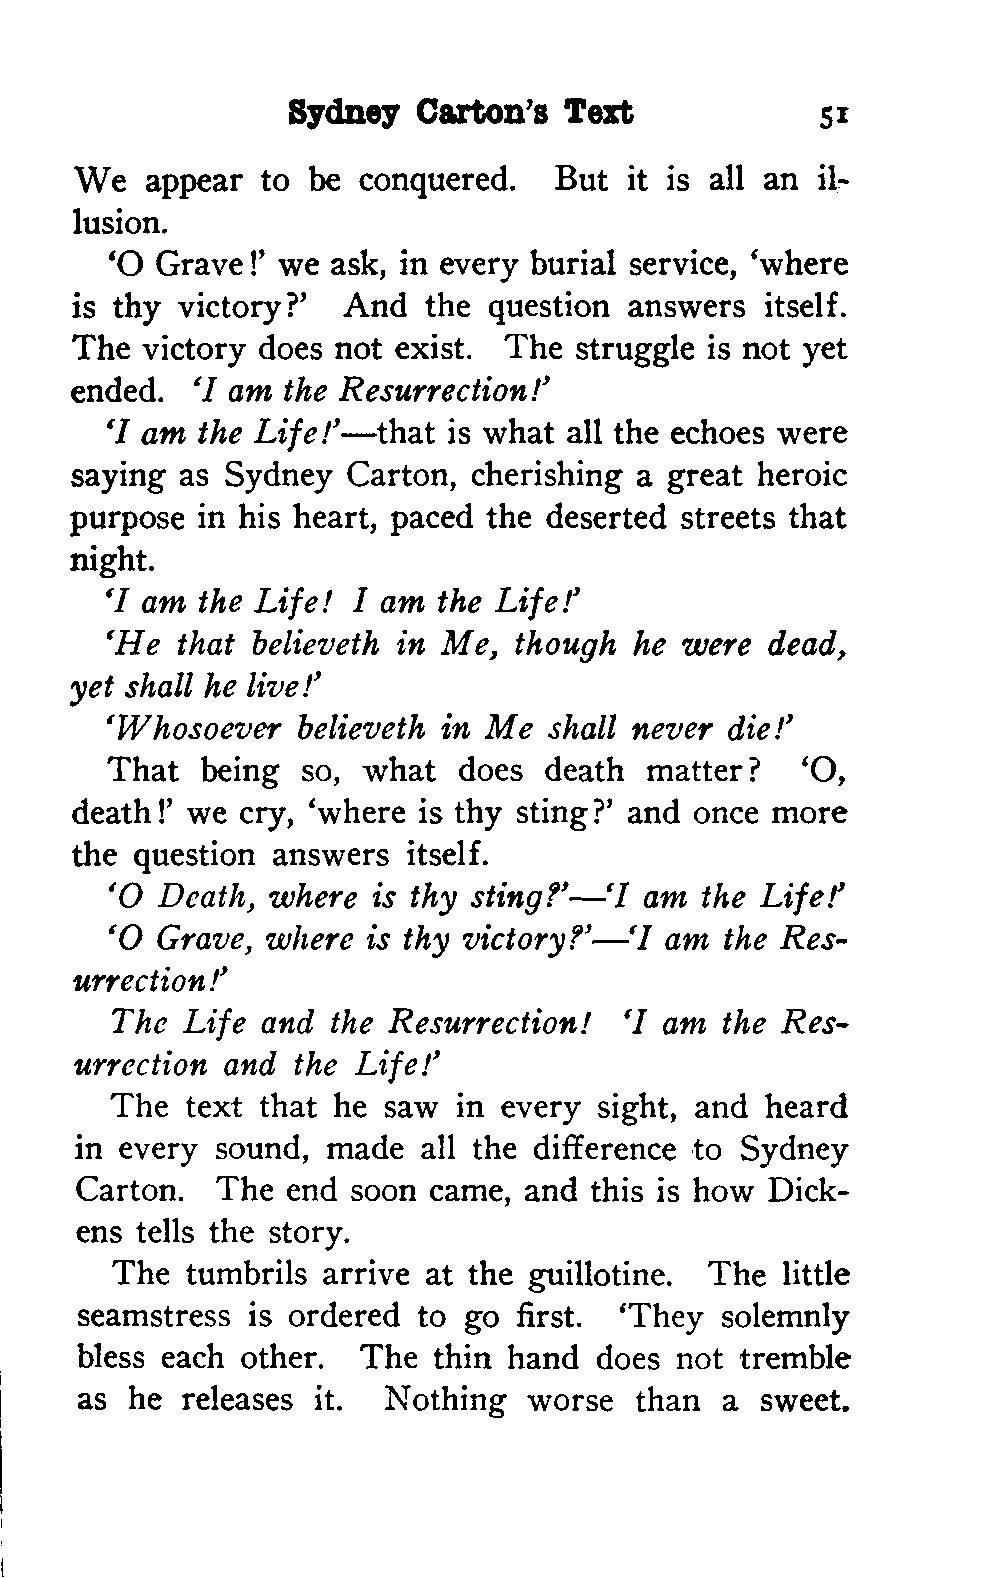 Sydney Carton's Text 51
We appear to be conquered. But it is all an il-
lusion.
'O Grave!' we ask, in every burial service, 'where
is thy victory?' And the question answers itself.
The victory does not exist. The struggle is not yet
ended. 'I am the Resurrection!'
'I am the Life!'—that is what all the echoes were
saying as Sydney Carton, cherishing a great heroic
purpose in his heart, paced the deserted streets that
night.
'I am the Life! I am the Life!'
'He that believeth in Me, though he were dead,
yet shall he live!'
'Whosoever believeth in Me shall never die!'
That being so, what does death matter? 'O,
death!' we cry, 'where is thy sting?' and once more
the question answers itself.
'O Death, where is thy sting?'—'I am the Life!'
'O Grave, where is thy victory?'—'I am the Res-
urrection!'
The Life and the Resurrection! 'I am the Res-
urrection and the Life!'
The text that he saw in every sight, and heard
in every sound, made all the difference to Sydney
Carton. The end soon came, and this is how Dick-
ens tells the story.
The tumbrils arrive at the guillotine. The little
seamstress is ordered to go first. 'They solemnly
bless each other. The thin hand does not tremble
as he releases it. Nothing worse than a sweet.